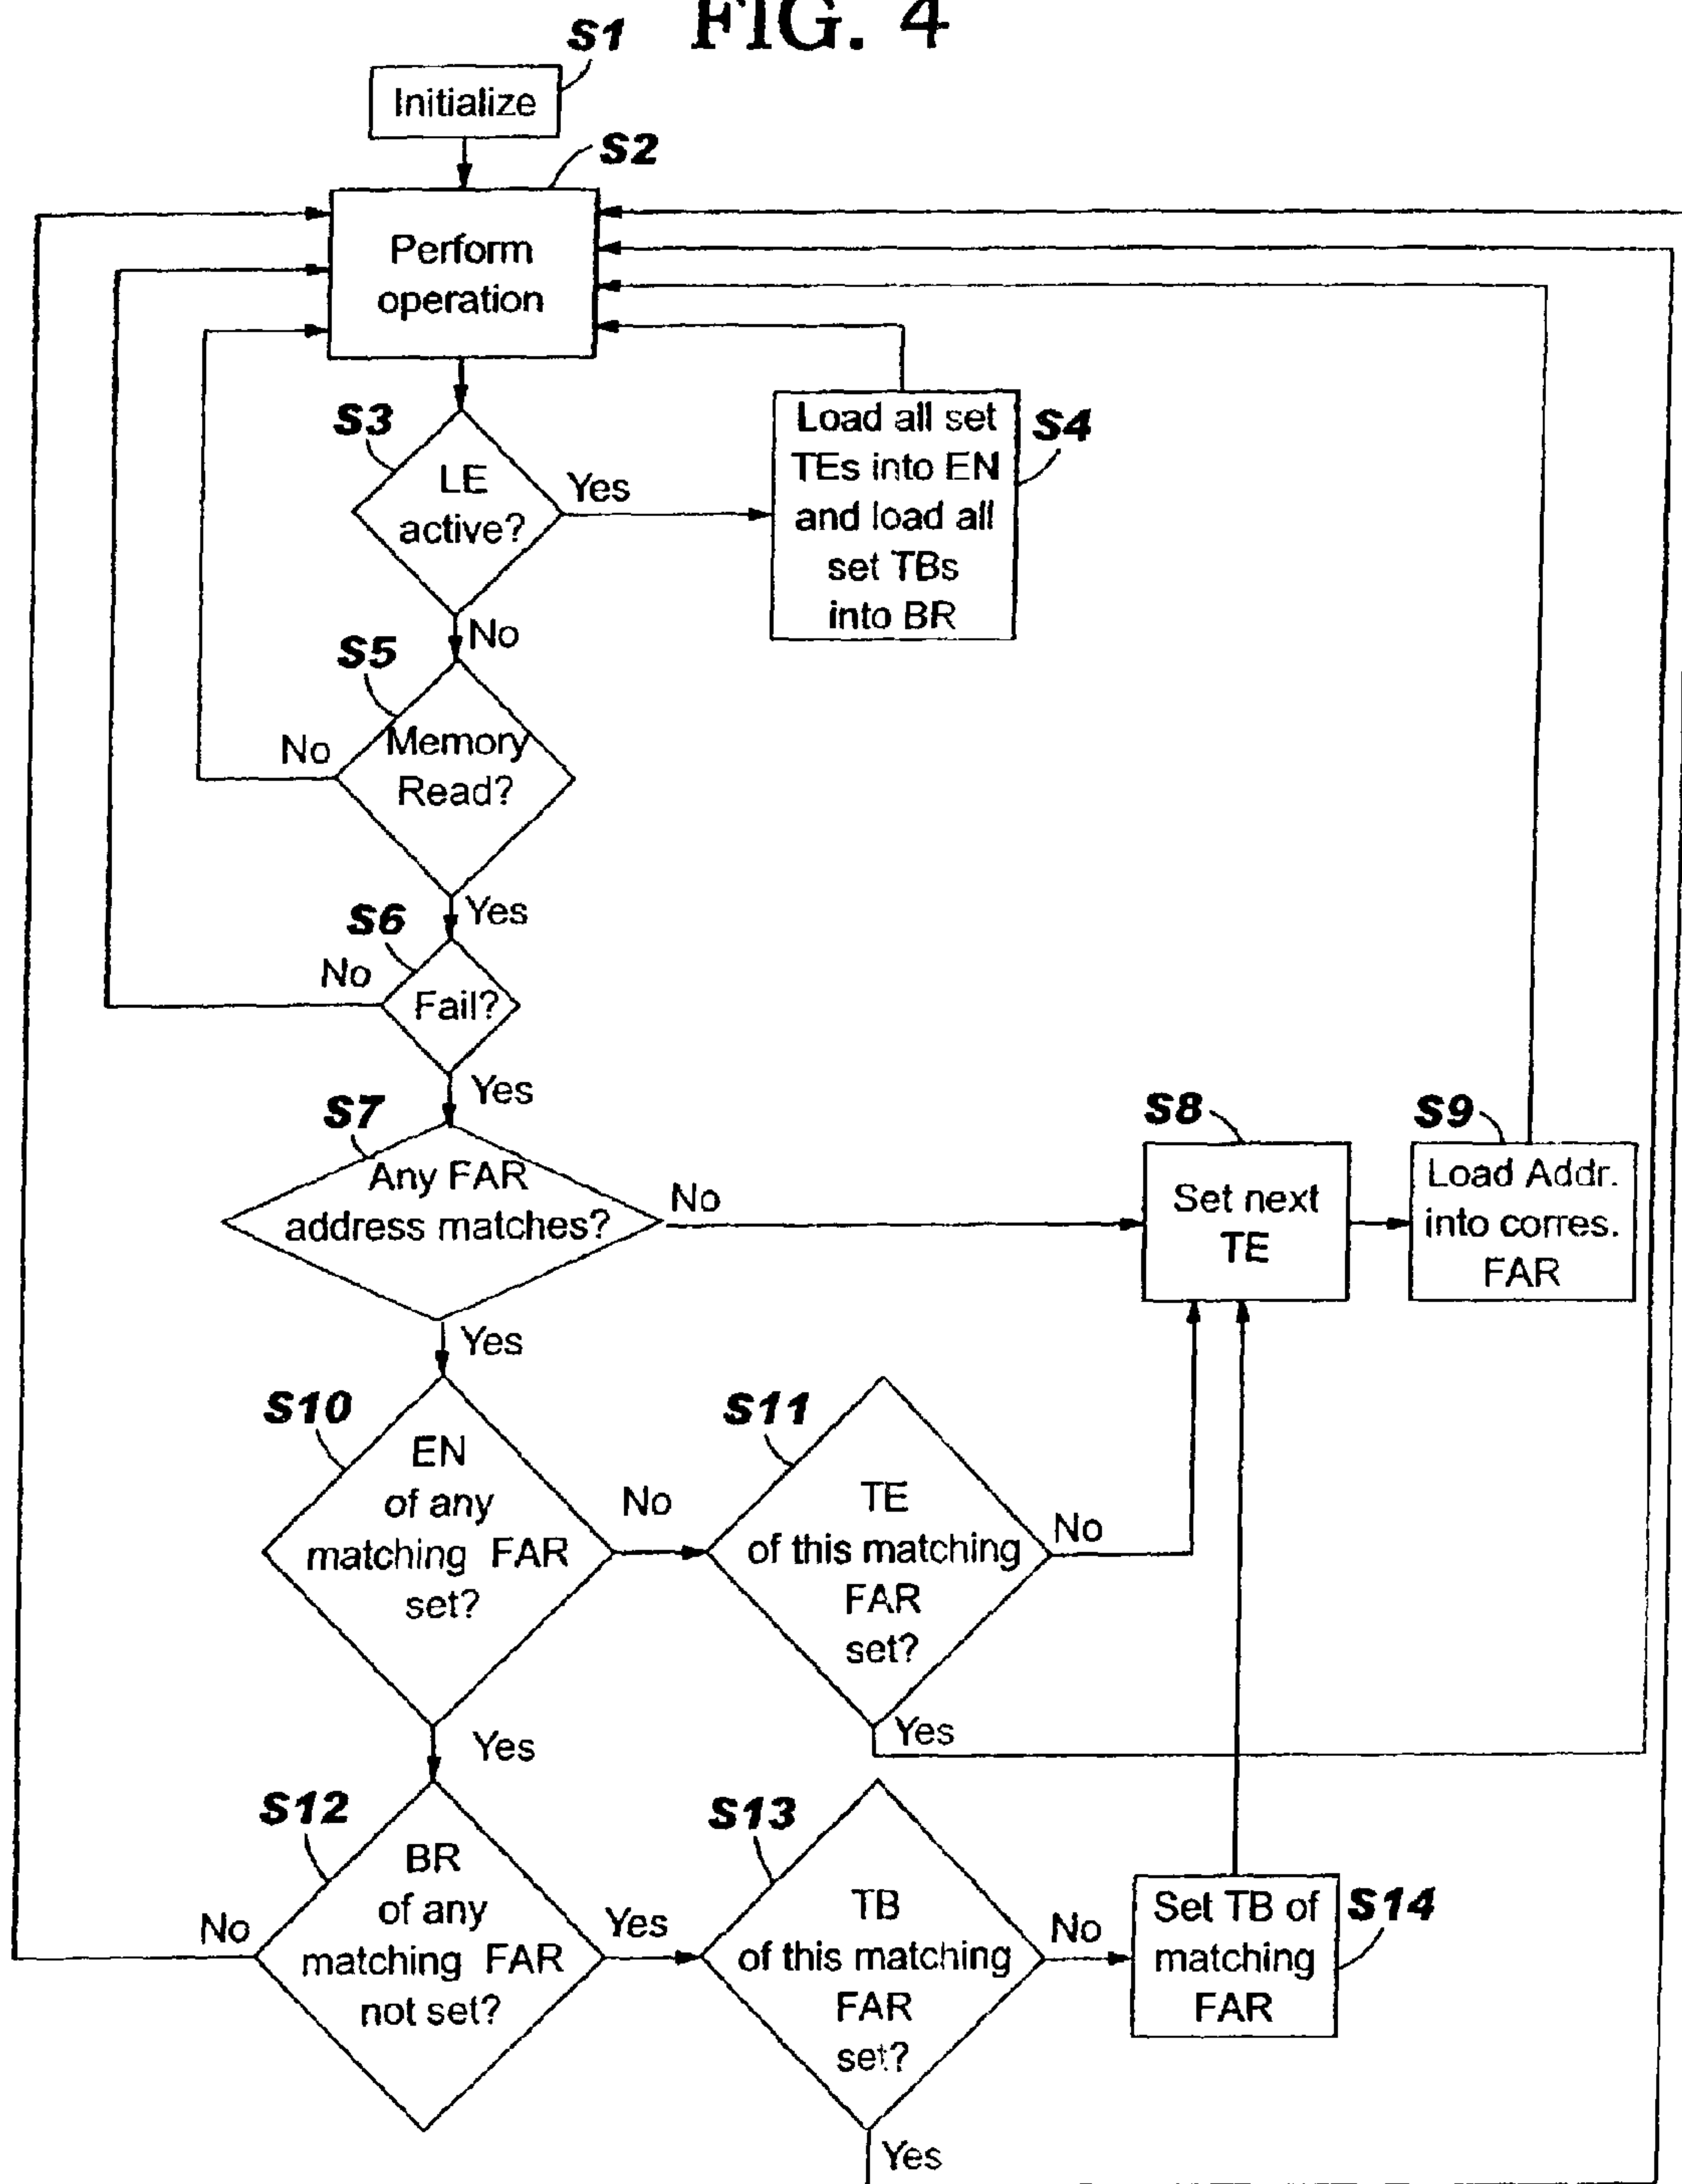 FIG. 4
S1
Initialize
S2
Perform
operation
S3
LE
active?
Yes
No
Load all set
TEs into EN
and load all
set TBs
into BR
S4
S5
Memory
Read?
No
Yes
S6
Fail?
No
Yes
S7
Any FAR
address matches?
No
Yes
S8
Set next
TE
S9
Load Addr.
into corres.
FAR
S10
EN
of any
matching FAR
set?
No
Yes
S11
TE
of this matching
FAR
set?
No
Yes
S12
BR
of any
matching FAR
not set?
No
Yes
S13
TB
of this matching
FAR
set?
No
Yes
Set TB of
matching
FAR
S14